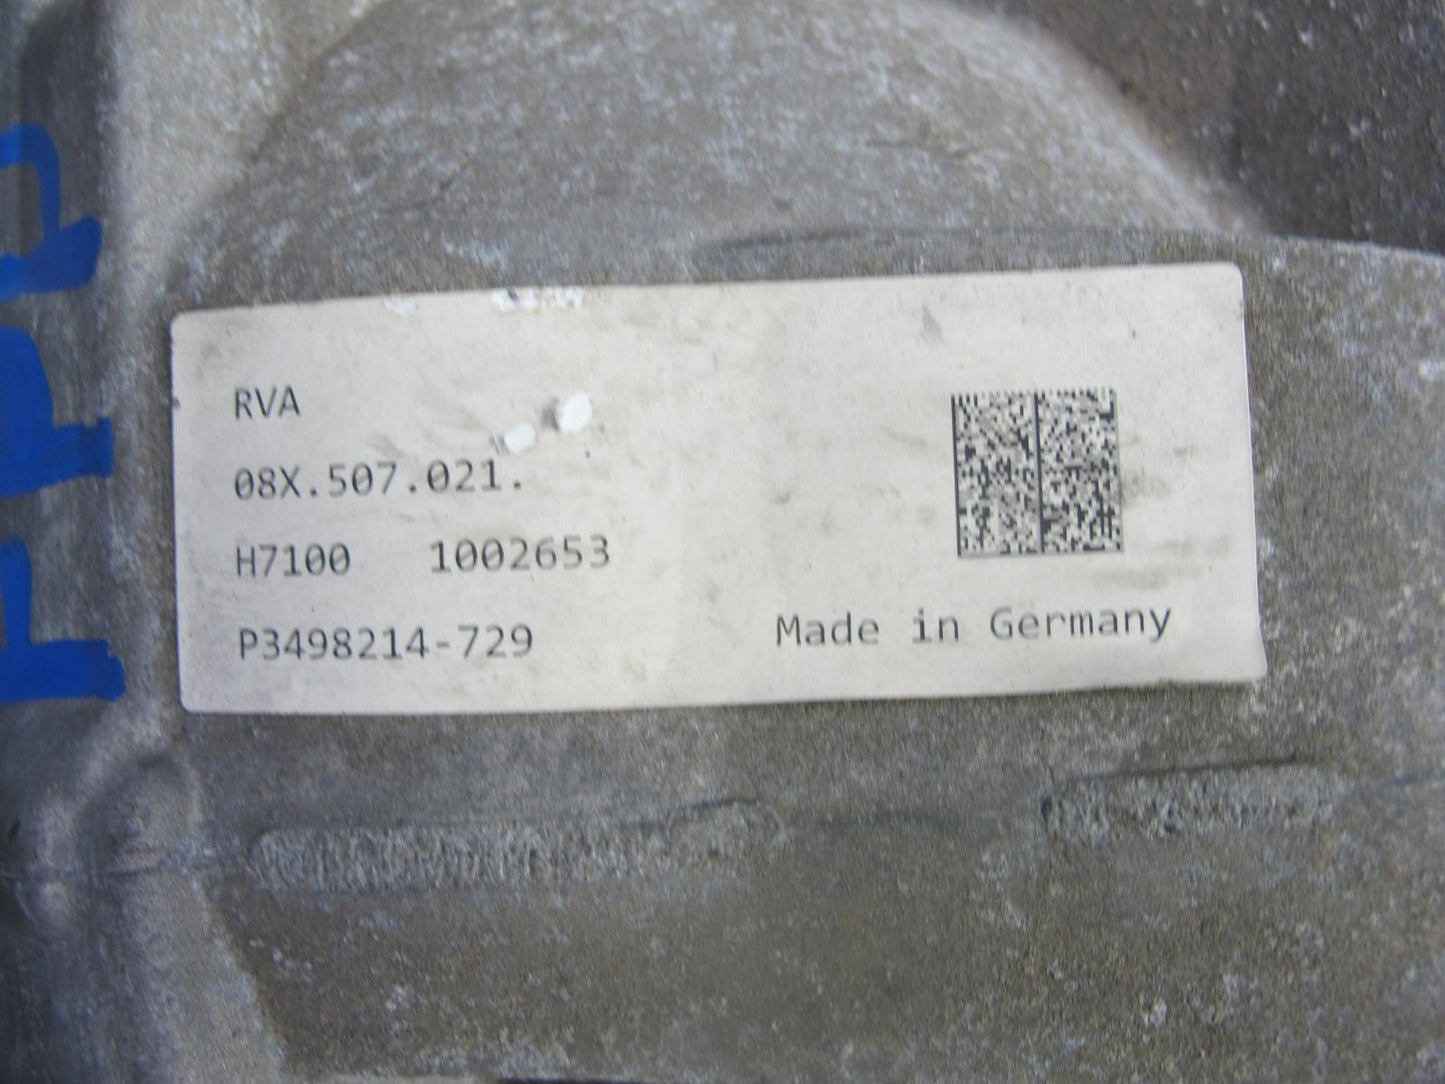 RVA
08X.507.021.
H7100 1002653
P3498214-729
Made in Germany